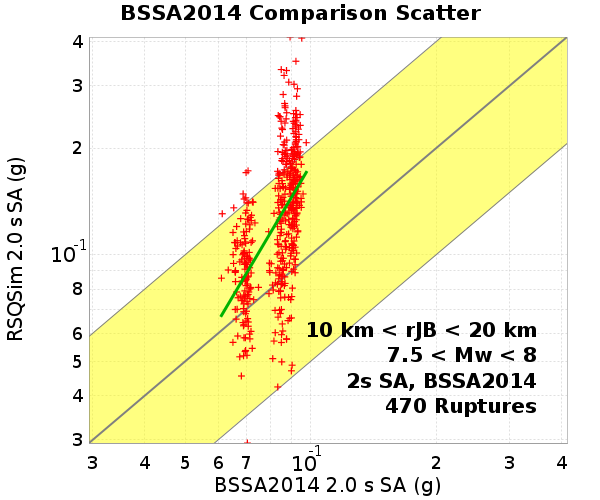 BSSA2014 Comparison Scatter
4
3
2
10⁻¹
8
6
5
4
3
RSQSim 2.0 s SA (g)
10 km < rJB < 20 km
7.5 < Mw < 8
2s SA, BSSA2014
470 Ruptures
3 4 5 6 7 10⁻¹ 2 3 4
BSSA2014 2.0 s SA (g)